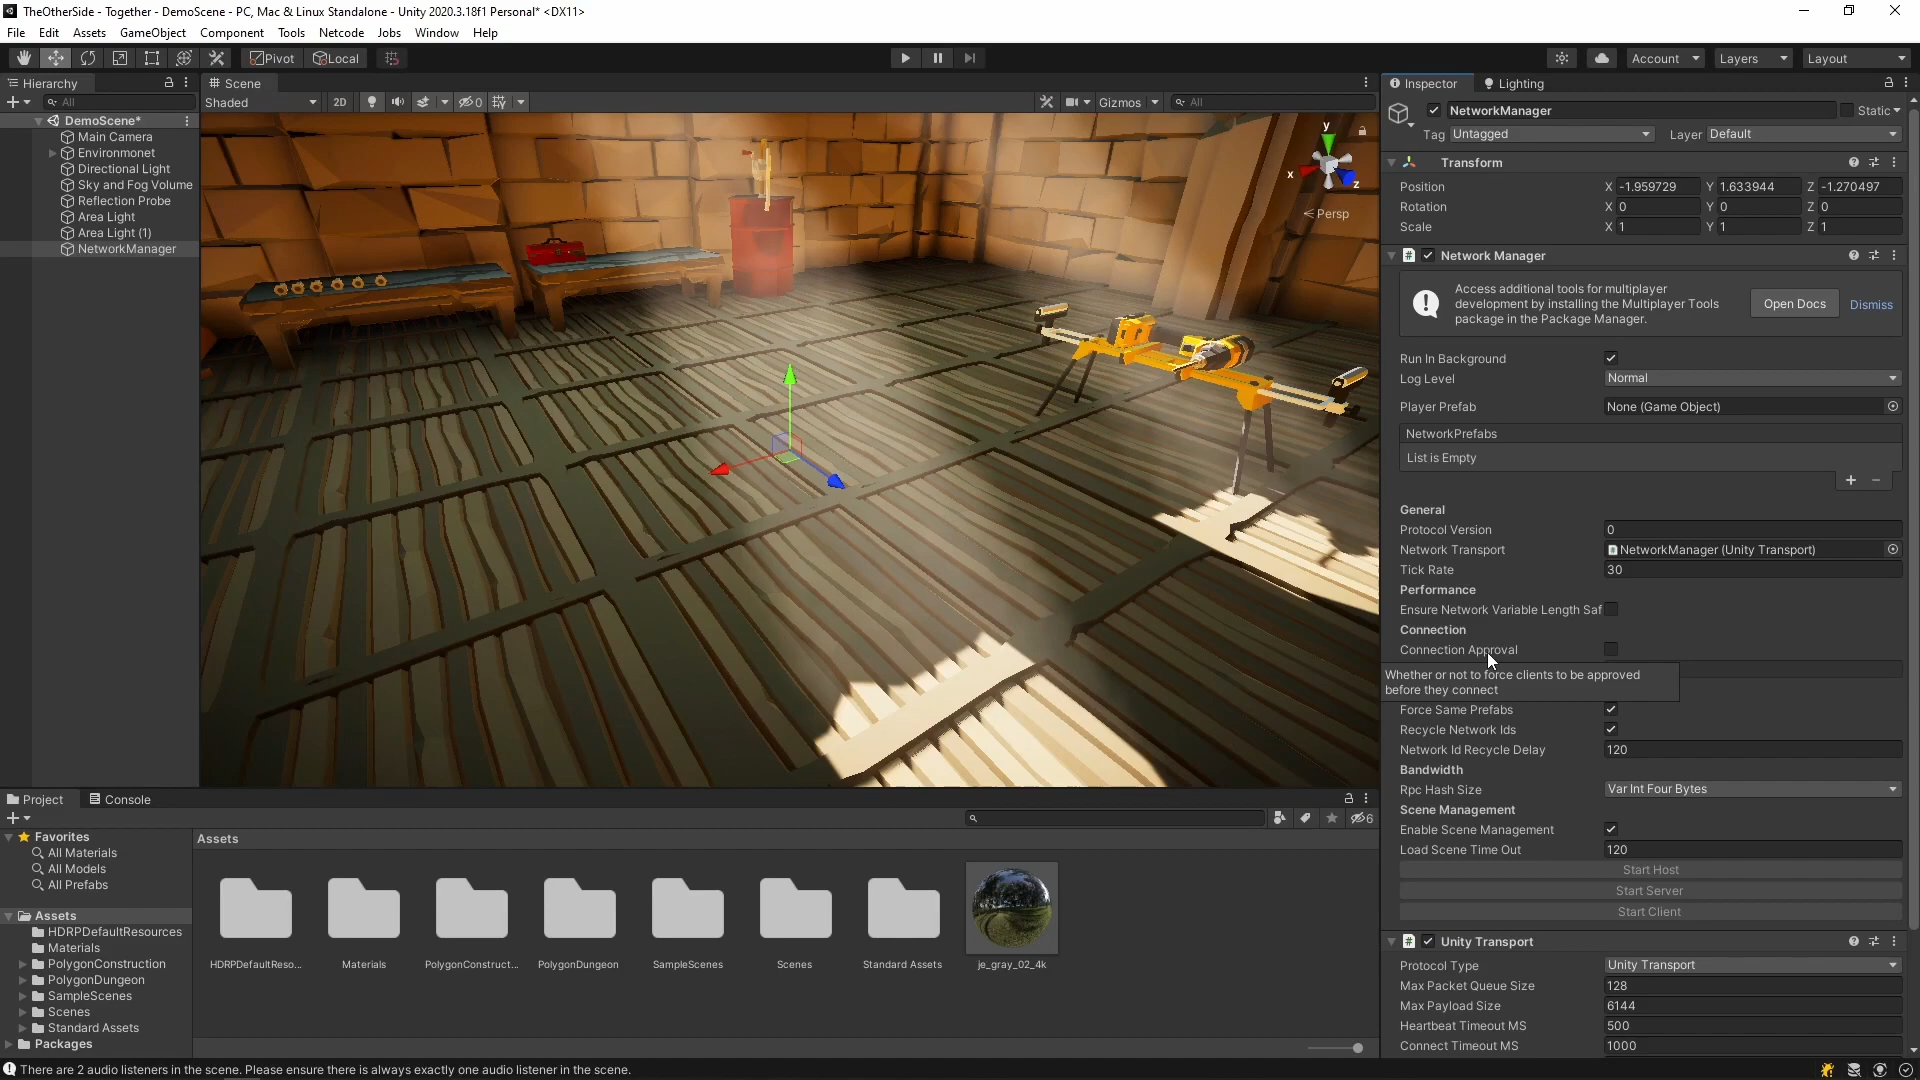 TheOtherSide - Together - DemoScene - PC, Mac & Linux Standalone - Unity 2020.3.18f1 Personal* <DX11>
File Edit Assets GameObject Component Tools Netcode Jobs Window Help
Pivot Local Account Layers Layout
Hierarchy
All
DemoScene*
Main Camera
Environmonet
Directional Light
Sky and Fog Volume
Reflection Probe
Area Light
Area Light (1)
NetworkManager
Scene
Shaded 2D 0 Gizmos All
y
x
z
Persp
Inspector Lighting
NetworkManager Static
Tag Untagged Layer Default
Transform
Position X -1.959729 Y 1.633944 Z -1.270497
Rotation X 0 Y 0 Z 0
Scale X 1 Y 1 Z 1
# Network Manager
Access additional tools for multiplayer
development by installing the Multiplayer Tools
package in the Package Manager.
Open Docs Dismiss
Run In Background
Log Level Normal
Player Prefab None (Game Object)
NetworkPrefabs
List is Empty
+ -
General
Protocol Version 0
Network Transport NetworkManager (Unity Transport)
Tick Rate 30
Performance
Ensure Network Variable Length Saf
Connection
Connection Approval
Whether or not to force clients to be approved
before they connect
Force Same Prefabs
Recycle Network Ids
Network Id Recycle Delay 120
Bandwidth
Rpc Hash Size Var Int Four Bytes
Scene Management
Enable Scene Management
Load Scene Time Out 120
Start Host
Start Server
Start Client
# Unity Transport
Protocol Type Unity Transport
Max Packet Queue Size 128
Max Payload Size 6144
Heartbeat Timeout MS 500
Connect Timeout MS 1000
Project Console
6
Favorites
All Materials
All Models
All Prefabs
Assets
HDRPDefaultResources
Materials
PolygonConstruction
PolygonDungeon
SampleScenes
Scenes
Standard Assets
Packages
Assets
HDRPDefaultReso... Materials PolygonConstruct... PolygonDungeon SampleScenes Scenes Standard Assets je_gray_02_4k
There are 2 audio listeners in the scene. Please ensure there is always exactly one audio listener in the scene.